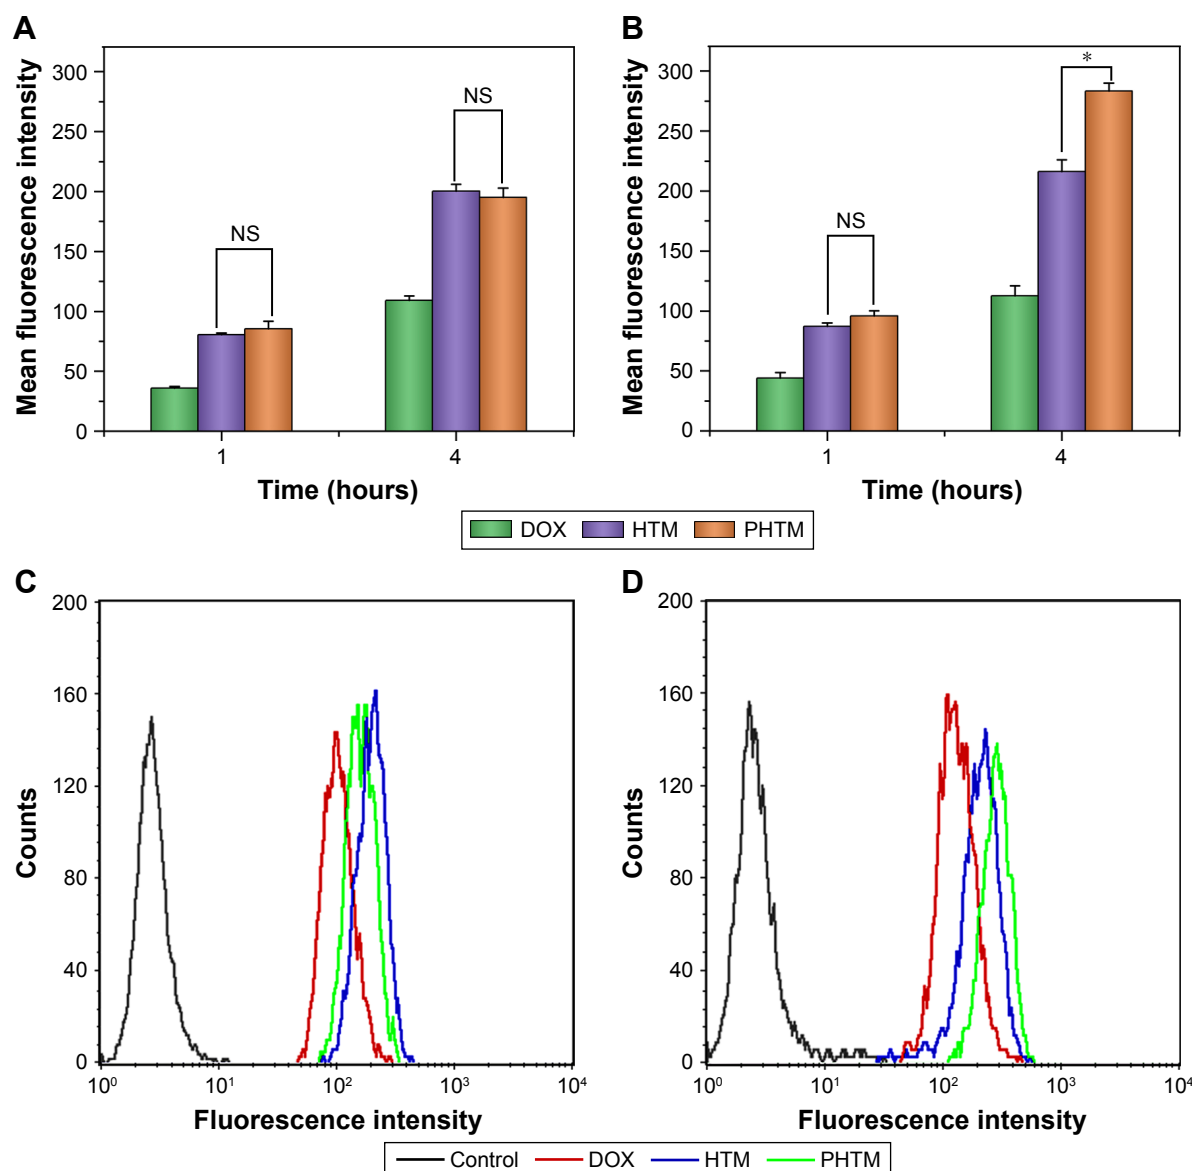 A
Mean fluorescence intensity
300
250
200
150
100
50
0
NS
NS
1
4
Time (hours)
B
Mean fluorescence intensity
300
250
200
150
100
50
0
NS
*
1
4
Time (hours)
DOX HTM PHTM
C
Counts
200
160
120
80
40
0
10⁰ 10¹ 10² 10³ 10⁴
Fluorescence intensity
D
Counts
200
160
120
80
40
0
10⁰ 10¹ 10² 10³ 10⁴
Fluorescence intensity
Control DOX HTM PHTM